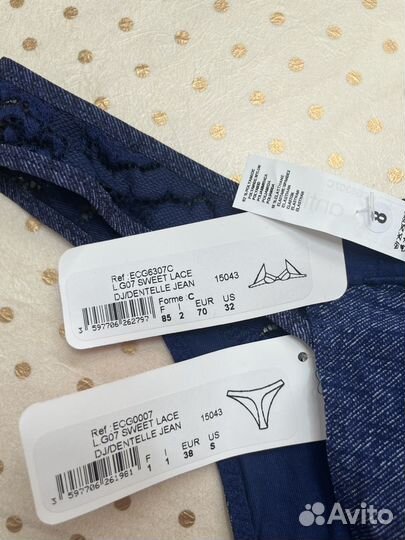 Ref : ECG6307C
L G07 SWEET LACE
DJ/DENTELLE JEAN
15043
Forme : C
F I EUR US
85 2 70 32
3 597706 262797
Ref : ECG0007
L G07 SWEET LACE
DJ/DENTELLE JEAN
15043
F I EUR US
1 1 38 S
3 597706 261981
Avito